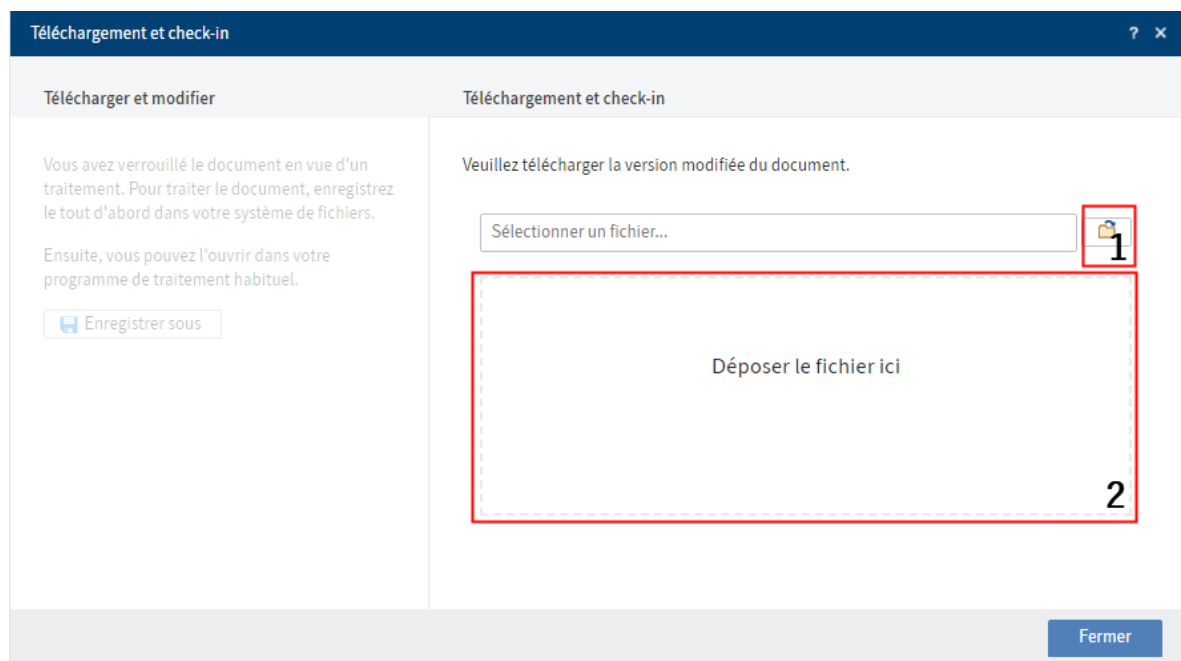 Téléchargement et check-in
? ×
Télécharger et modifier
Vous avez verrouillé le document en vue d'un
traitement. Pour traiter le document, enregistrez
le tout d'abord dans votre système de fichiers.
Ensuite, vous pouvez l'ouvrir dans votre
programme de traitement habituel.
Enregistrer sous
Téléchargement et check-in
Veuillez télécharger la version modifiée du document.
Sélectionner un fichier...
1
Déposer le fichier ici
2
Fermer